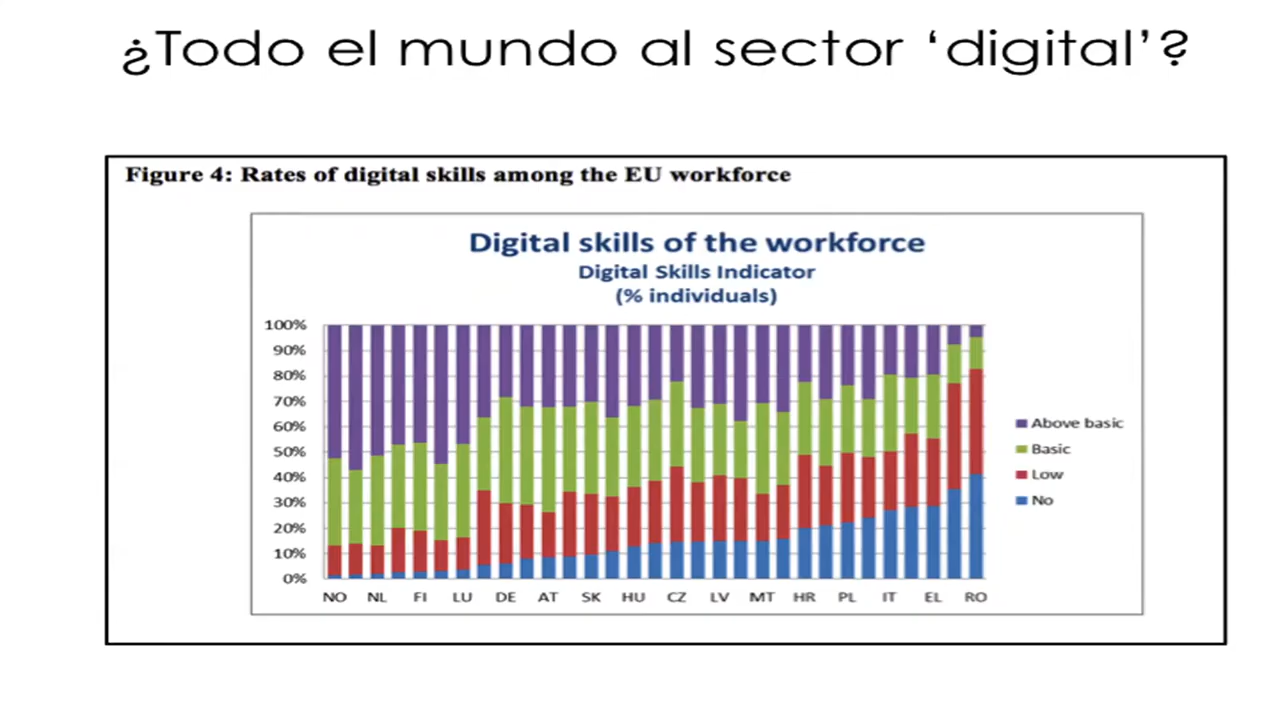 ¿Todo el mundo al sector ‘digital’?
Figure 4: Rates of digital skills among the EU workforce
Digital skills of the workforce
Digital Skills Indicator
(% individuals)
100%
90%
80%
70%
60%
50%
40%
30%
20%
10%
0%
NO NL FI LU DE AT SK HU CZ LV MT HR PL IT EL RO
Above basic
Basic
Low
No